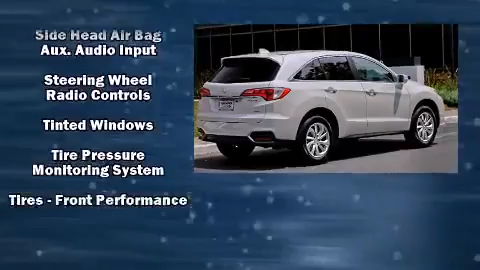 Side Head Air Bag
Aux. Audio Input
Steering Wheel
Radio Controls
Tinted Windows
Tire Pressure
Monitoring System
Tires - Front Performance